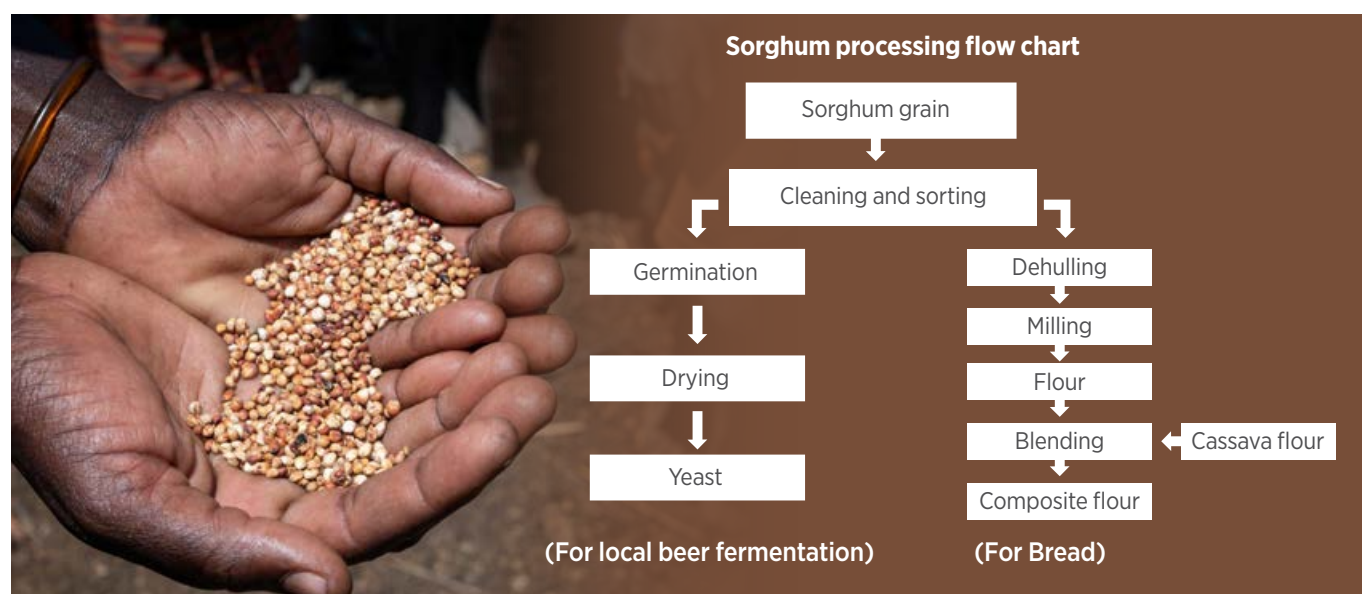 Sorghum processing flow chart
Sorghum grain
Cleaning and sorting
Germination
Drying
Yeast
(For local beer fermentation)
Dehulling
Milling
Flour
Blending
Cassava flour
Composite flour
(For Bread)